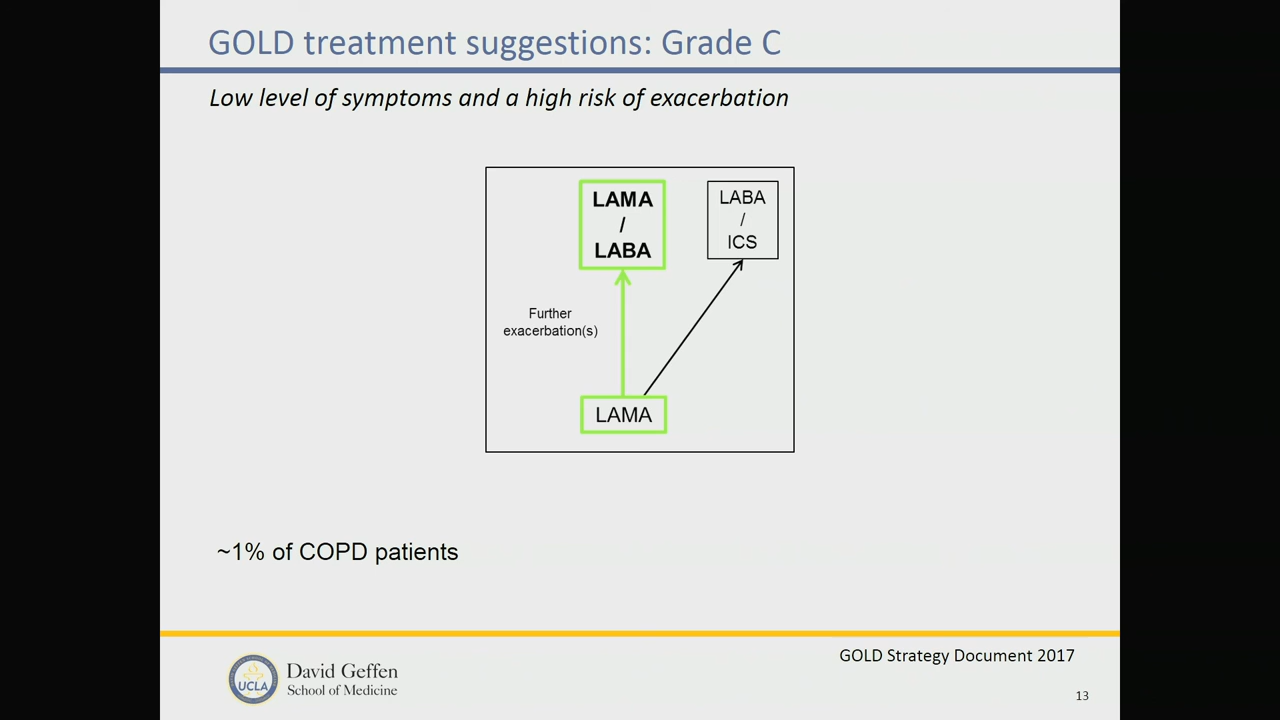 GOLD treatment suggestions: Grade C
Low level of symptoms and a high risk of exacerbation
LAMA
/
LABA
LABA
/
ICS
Further
exacerbation(s)
LAMA
~1% of COPD patients
UCLA
David Geffen
School of Medicine
GOLD Strategy Document 2017
13